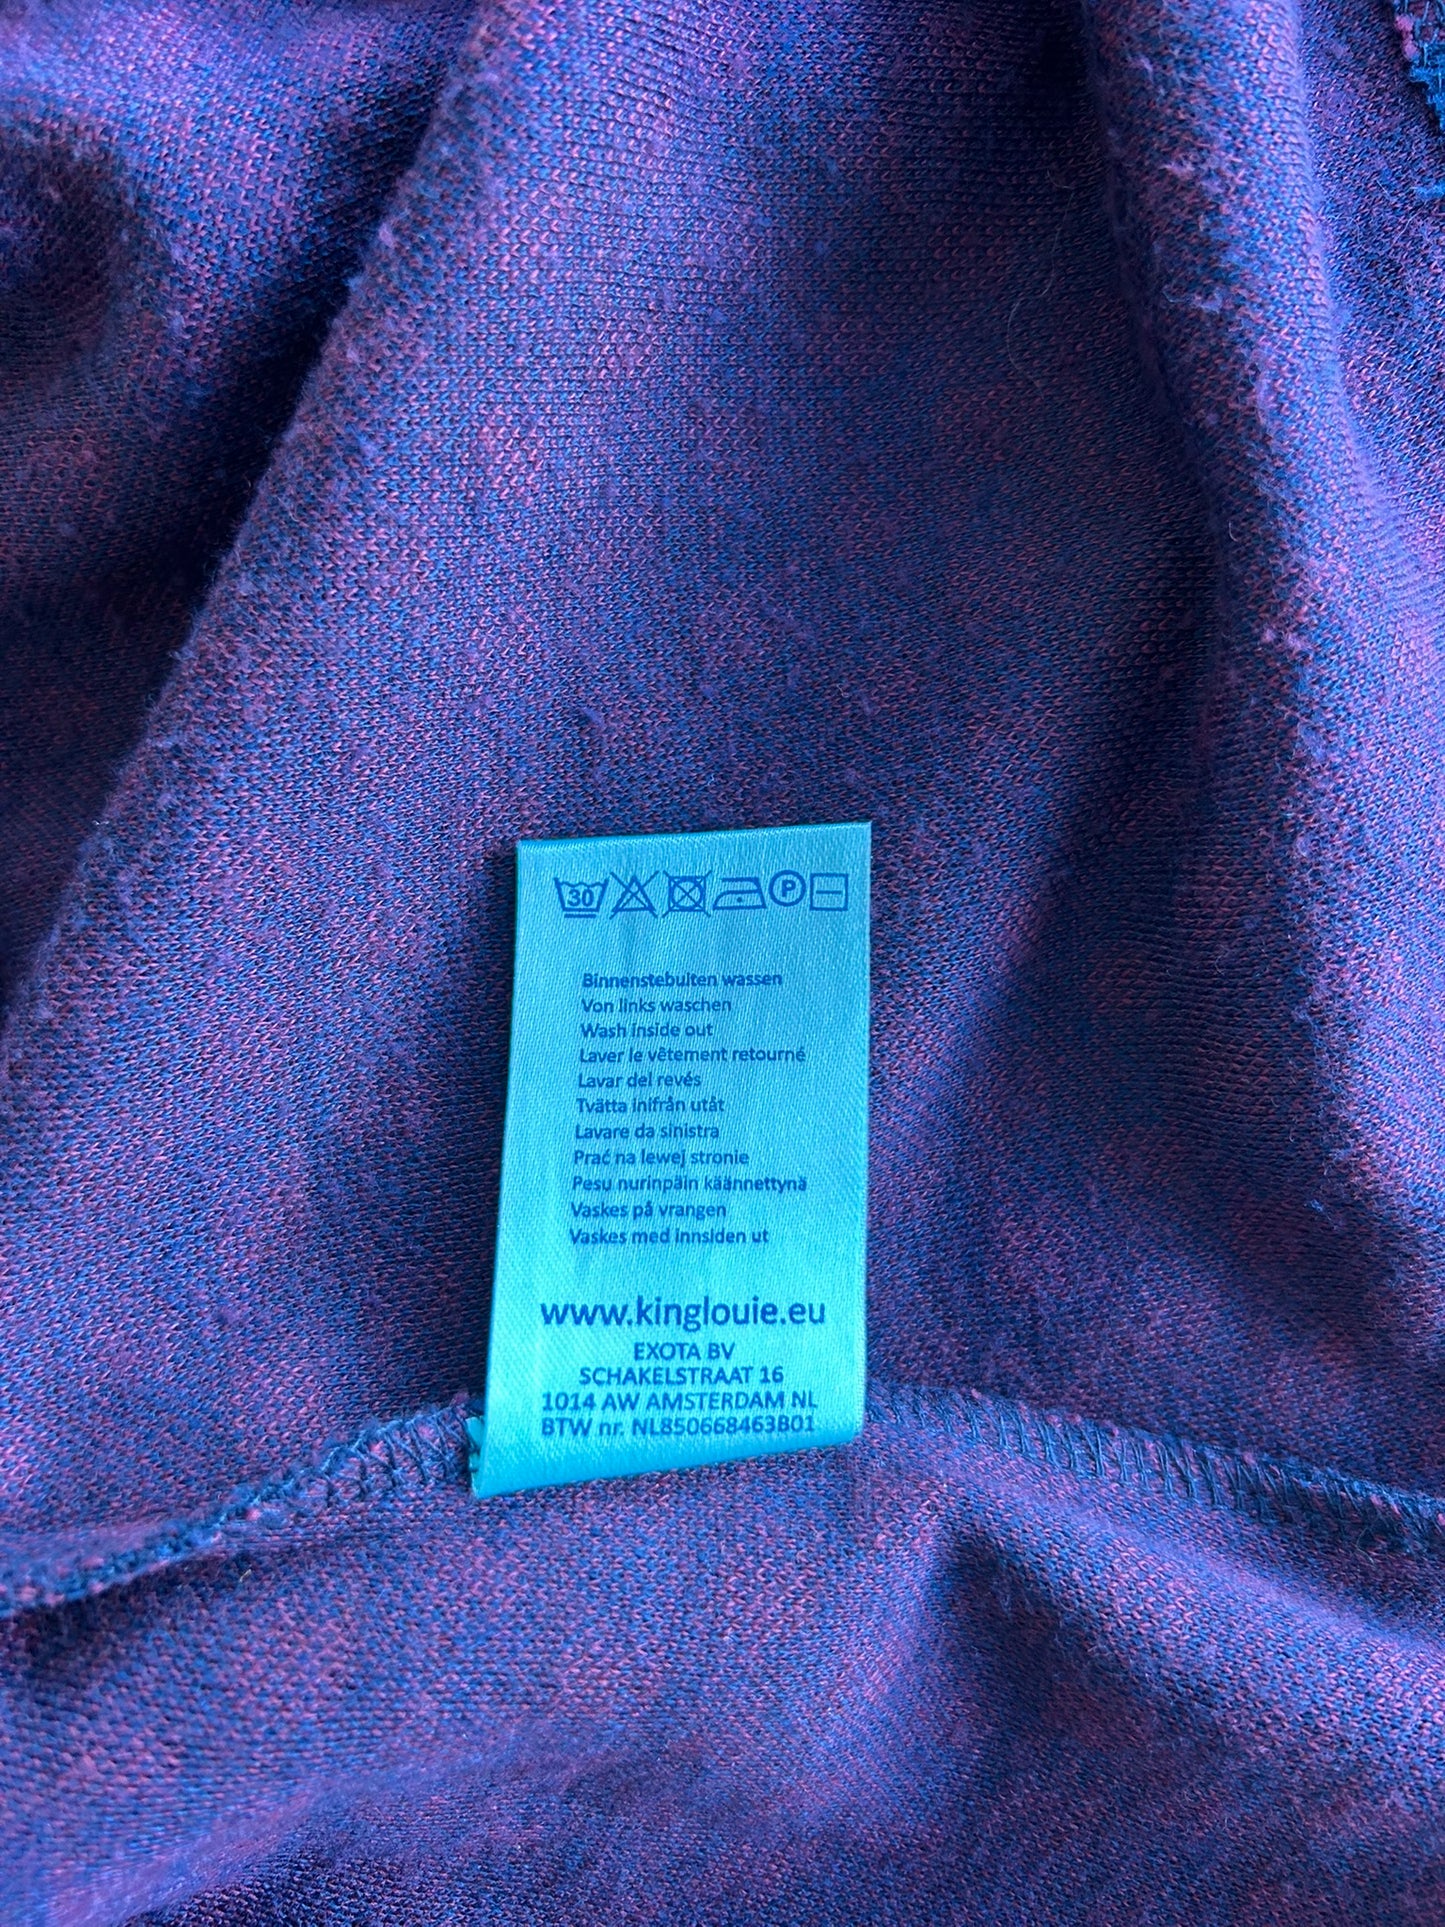 30 P
Binnenstebuiten wassen
Von links waschen
Wash inside out
Laver le vêtement retourné
Lavar del revés
Tvätta inifrån utåt
Lavare da sinistra
Prać na lewej stronie
Pesu nurinpäin käännettynä
Vaskes på vrangen
Vaskes med innsiden ut
www.kinglouie.eu
EXOTA BV
SCHAKELSTRAAT 16
1014 AW AMSTERDAM NL
BTW nr. NL850668463B01